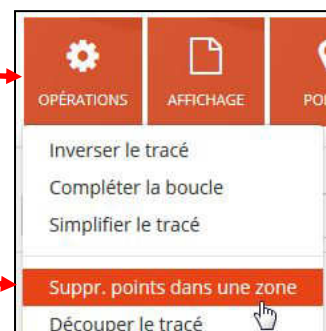 OPÉRATIONS AFFICHAGE PO
Inverser le tracé
Compléter la boucle
Simplifier le tracé
Suppr. points dans une zone
Découper le tracé